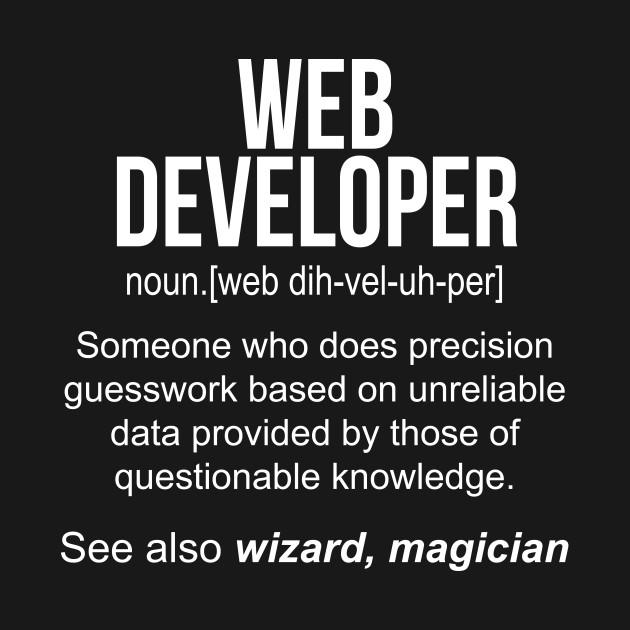 WEB
DEVELOPER
noun.[web dih-vel-uh-per]
Someone who does precision
guesswork based on unreliable
data provided by those of
questionable knowledge.
See also wizard, magician